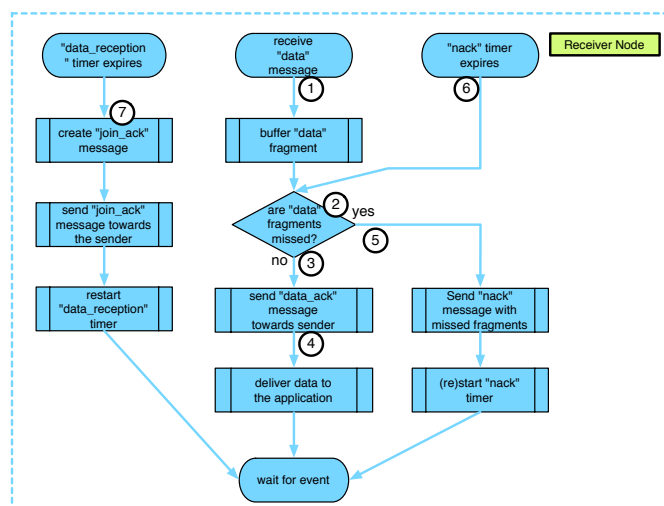 "data_reception
" timer expires
receive
"data"
message
"nack" timer
expires
Receiver Node
1
6
7
create "join_ack"
message
buffer "data"
fragment
2
are "data"
fragments
missed?
yes
5
send "join_ack"
message towards
the sender
no
3
restart
"data_reception"
timer
send "data_ack"
message
towards sender
Send "nack"
message with
missed fragments
4
deliver data to
the application
(re)start "nack"
timer
wait for event